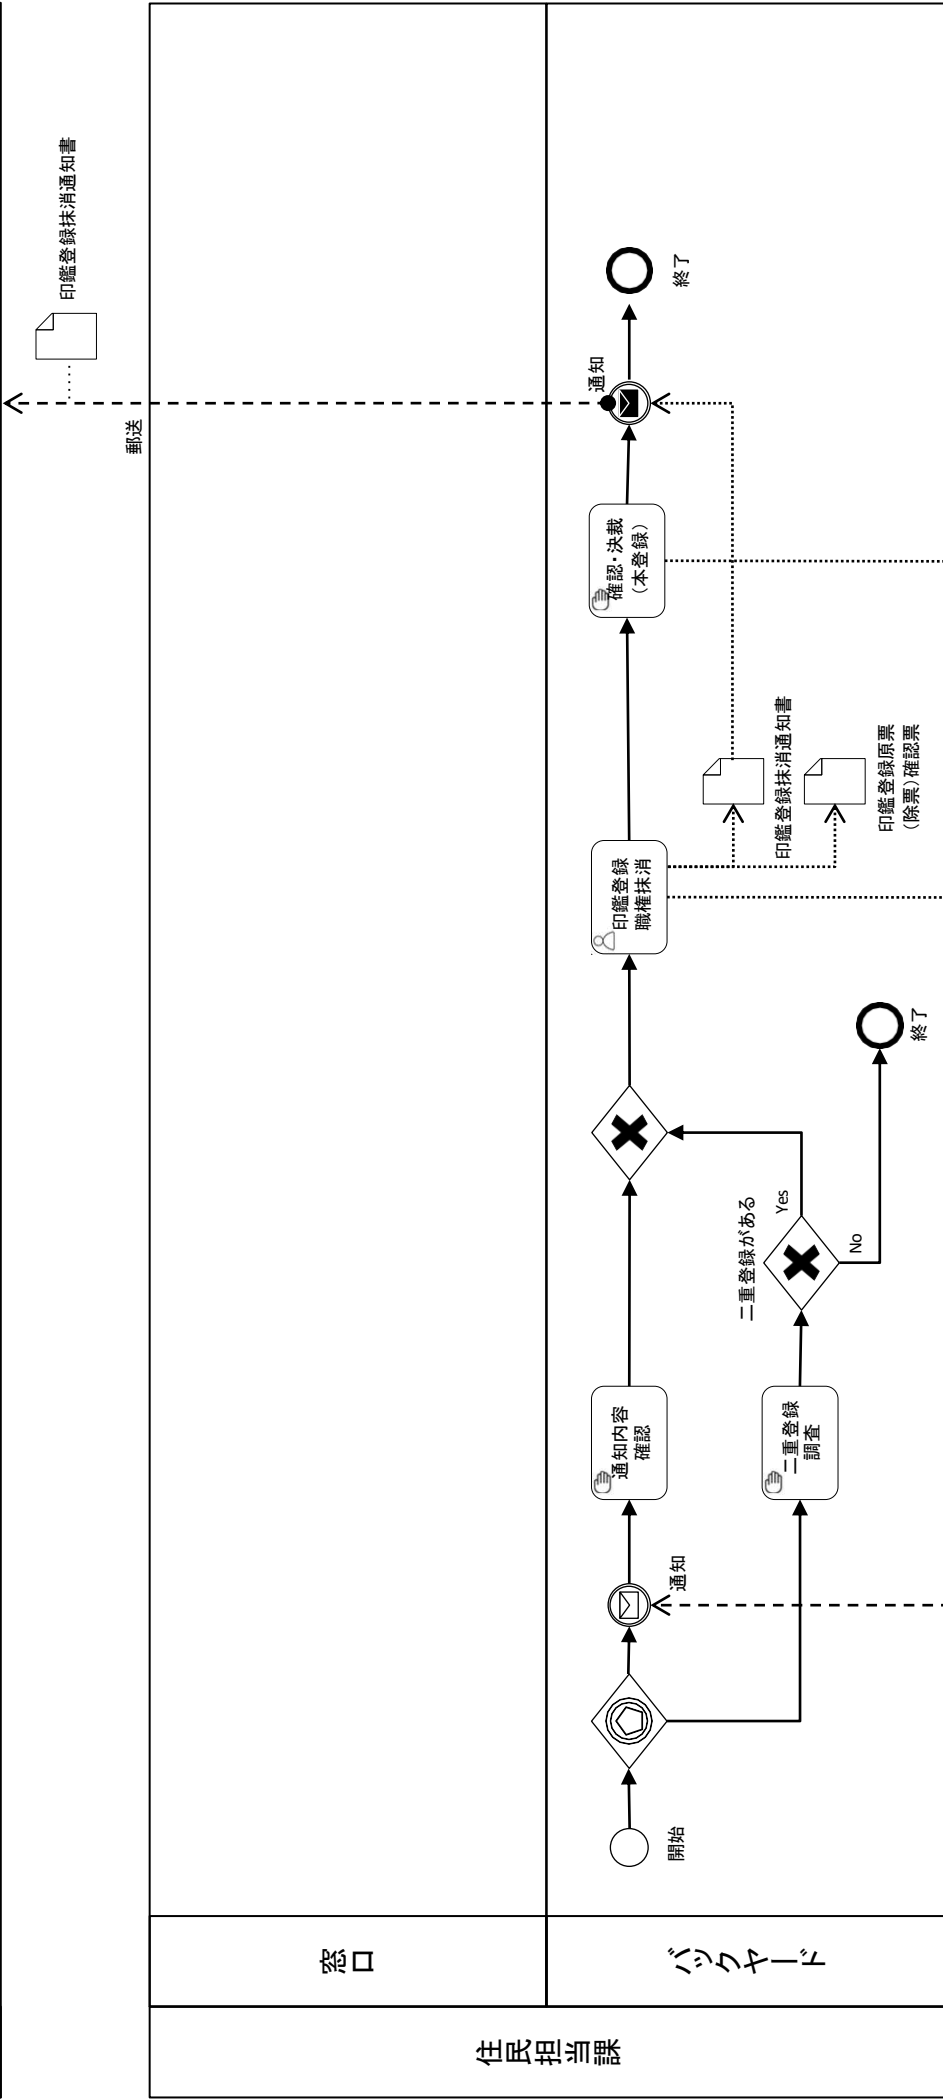 住民担当課
窓口
バックヤード
郵送
印鑑登録抹消通知書
開始
通知
通知内容
確認
二重登録
調査
二重登録がある
Yes
No
終了
印鑑登録
職権抹消
印鑑登録抹消通知書
印鑑登録原票
（除票）確認票
確認・決裁
（本登録）
通知
終了